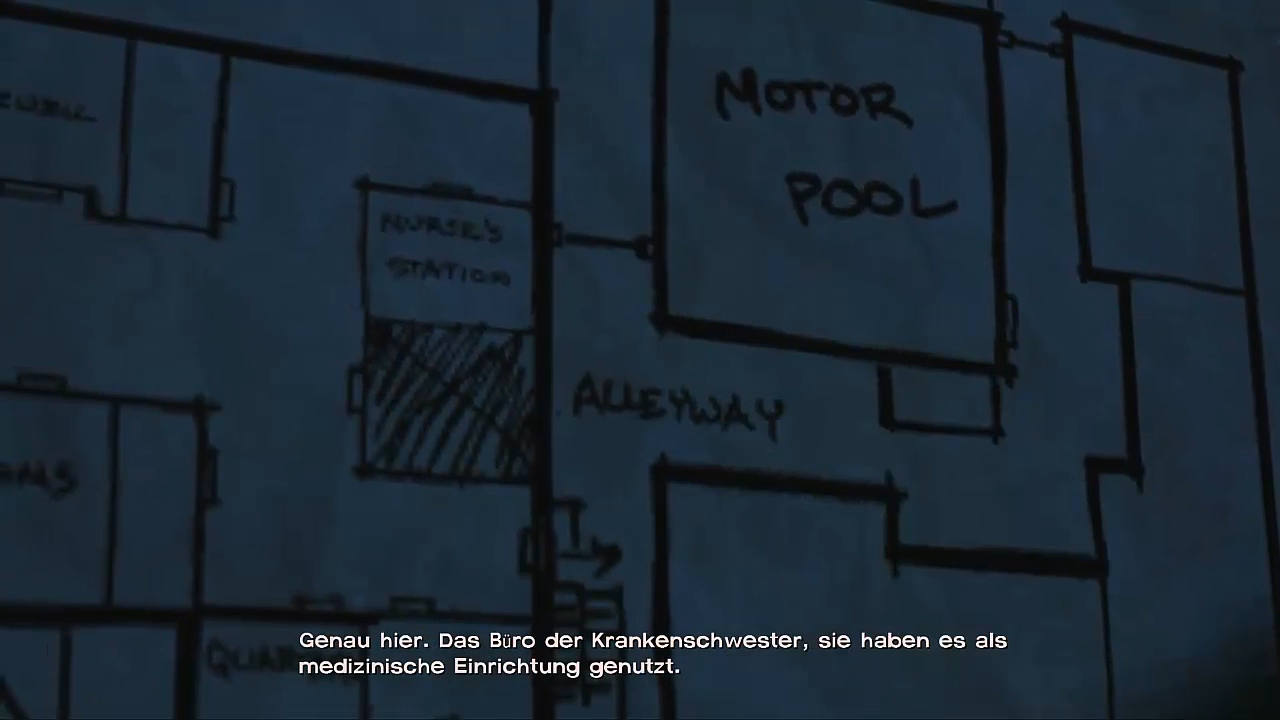 MOTOR
POOL
NURSE'S
STATION
ALLEYWAY
Genau hier. Das Büro der Krankenschwester, sie haben es als
medizinische Einrichtung genutzt.